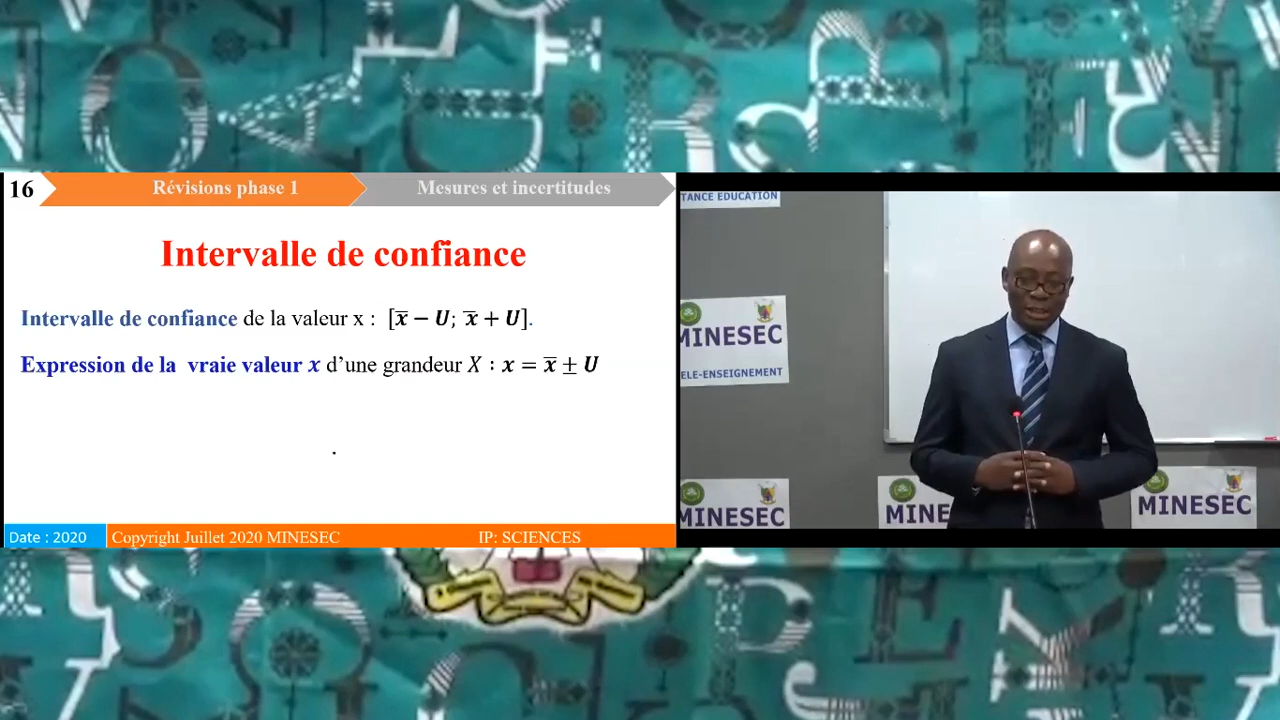 16
Révisions phase 1
Mesures et incertitudes
Intervalle de confiance
Intervalle de confiance de la valeur x : [x̅ − U; x̅ + U].
Expression de la vraie valeur x d’une grandeur X : x = x̅ ± U
.
Date : 2020
Copyright Juillet 2020 MINESEC
IP: SCIENCES
TANCE EDUCATION
MINESEC
ELE-ENSEIGNEMENT
MINESEC
MINE
MINESEC